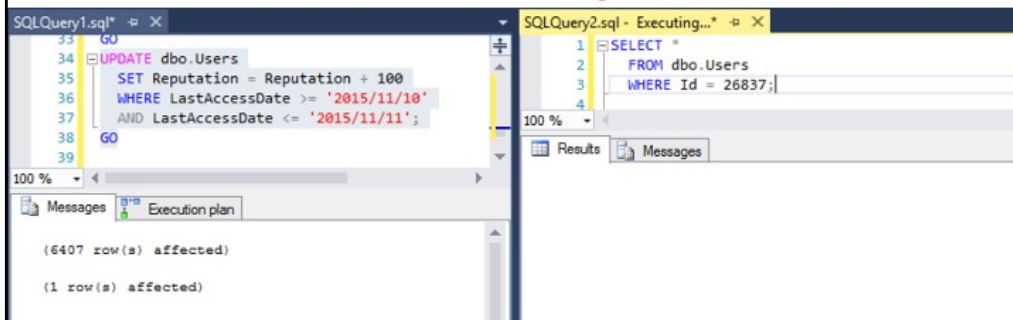 SQLQuery1.sql*
33 GO
34 UPDATE dbo.Users
35 SET Reputation = Reputation + 100
36 WHERE LastAccessDate >= '2015/11/10'
37 AND LastAccessDate <= '2015/11/11';
38 GO
39
100 %
Messages Execution plan
(6407 row(s) affected)
(1 row(s) affected)
SQLQuery2.sql - Executing...*
1 SELECT *
2 FROM dbo.Users
3 WHERE Id = 26837;
4
100 %
Results Messages